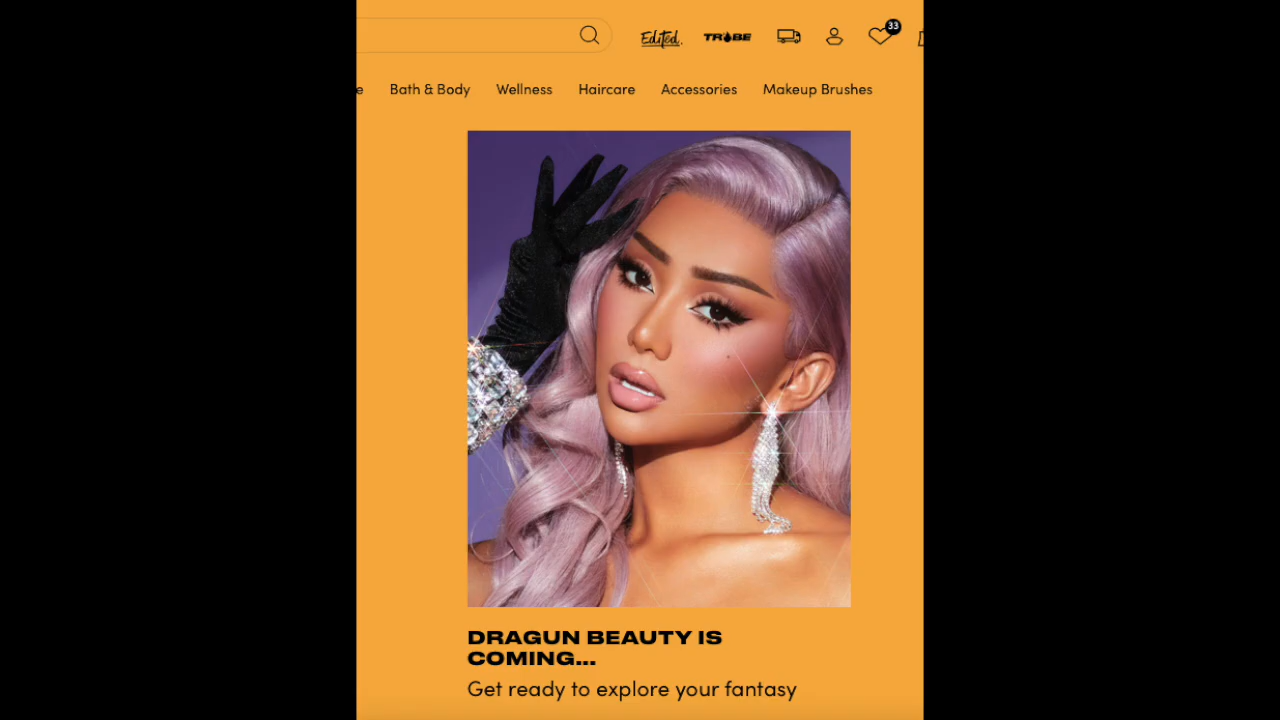 Edited.
TRIBE
33
e Bath & Body Wellness Haircare Accessories Makeup Brushes
DRAGUN BEAUTY IS
COMING...
Get ready to explore your fantasy